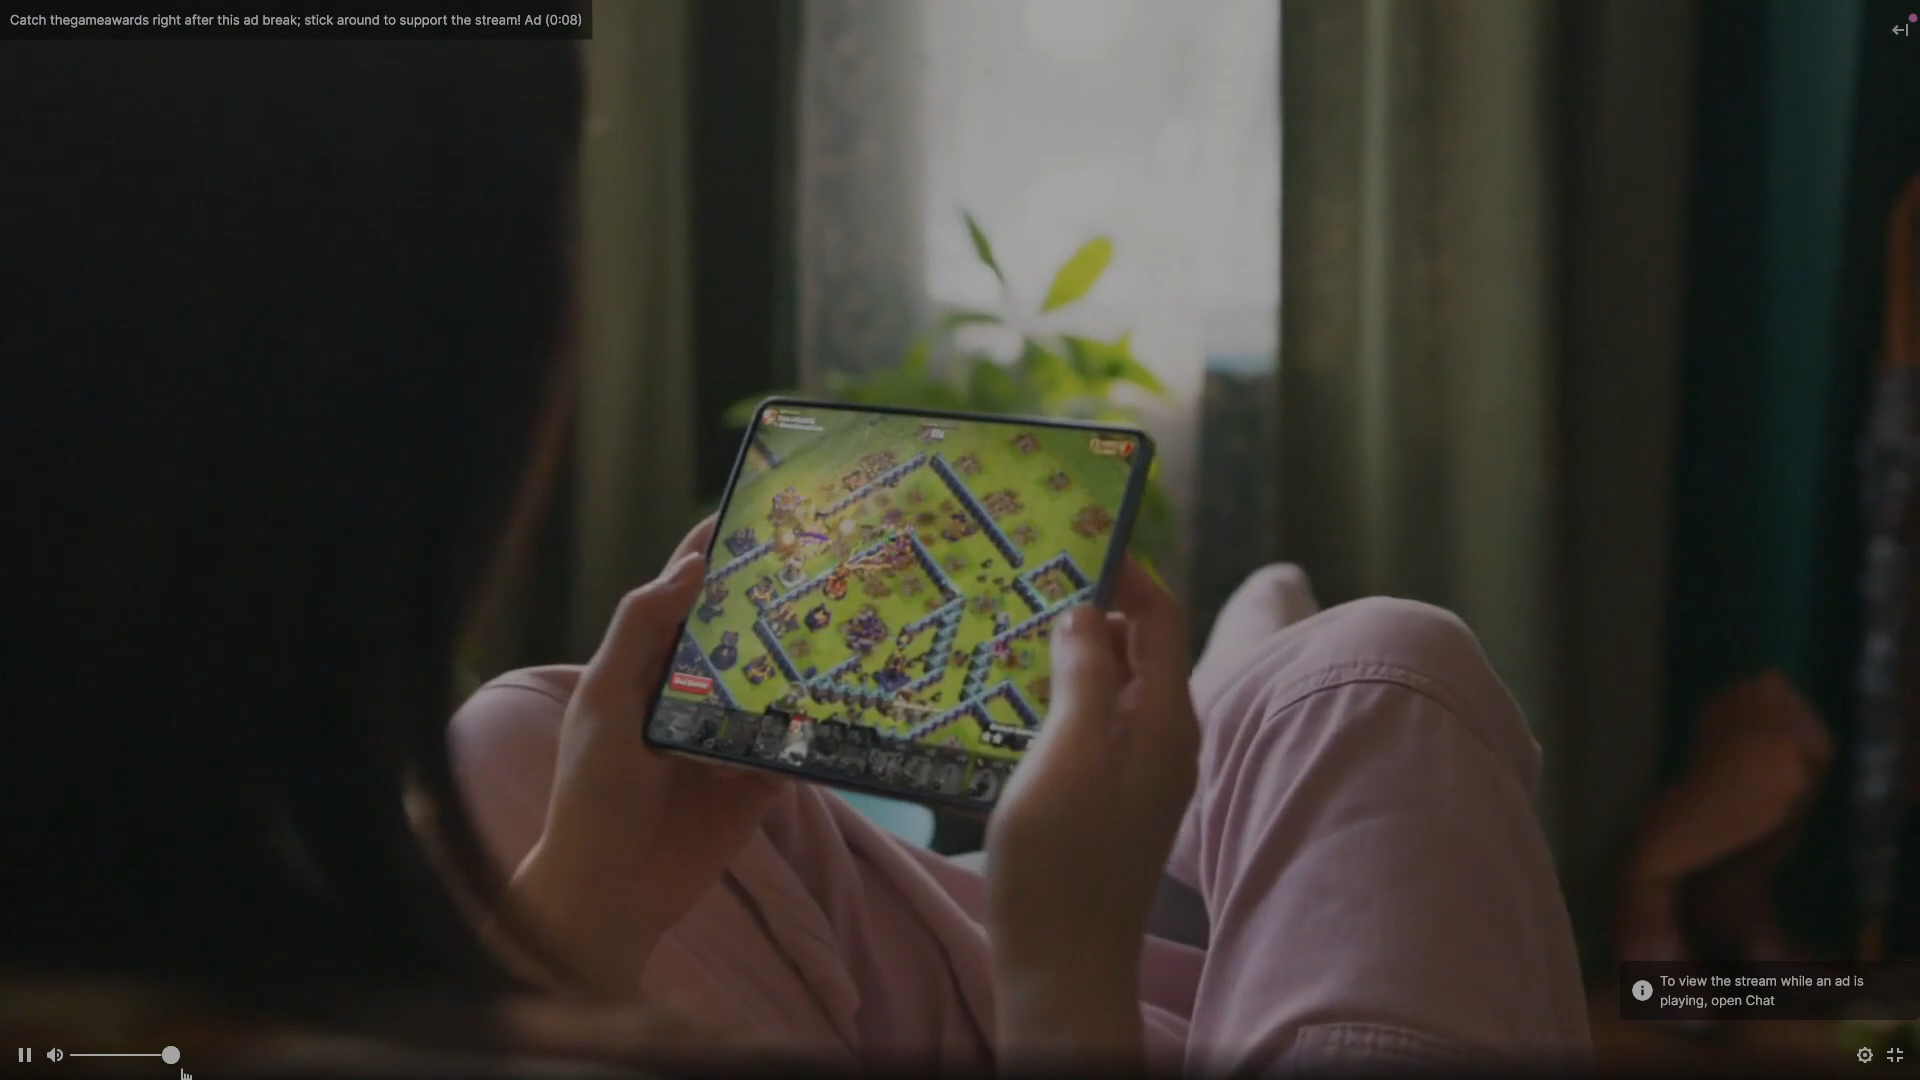 Catch thegameawards right after this ad break; stick around to support the stream! Ad (0:08)
To view the stream while an ad is
playing, open Chat